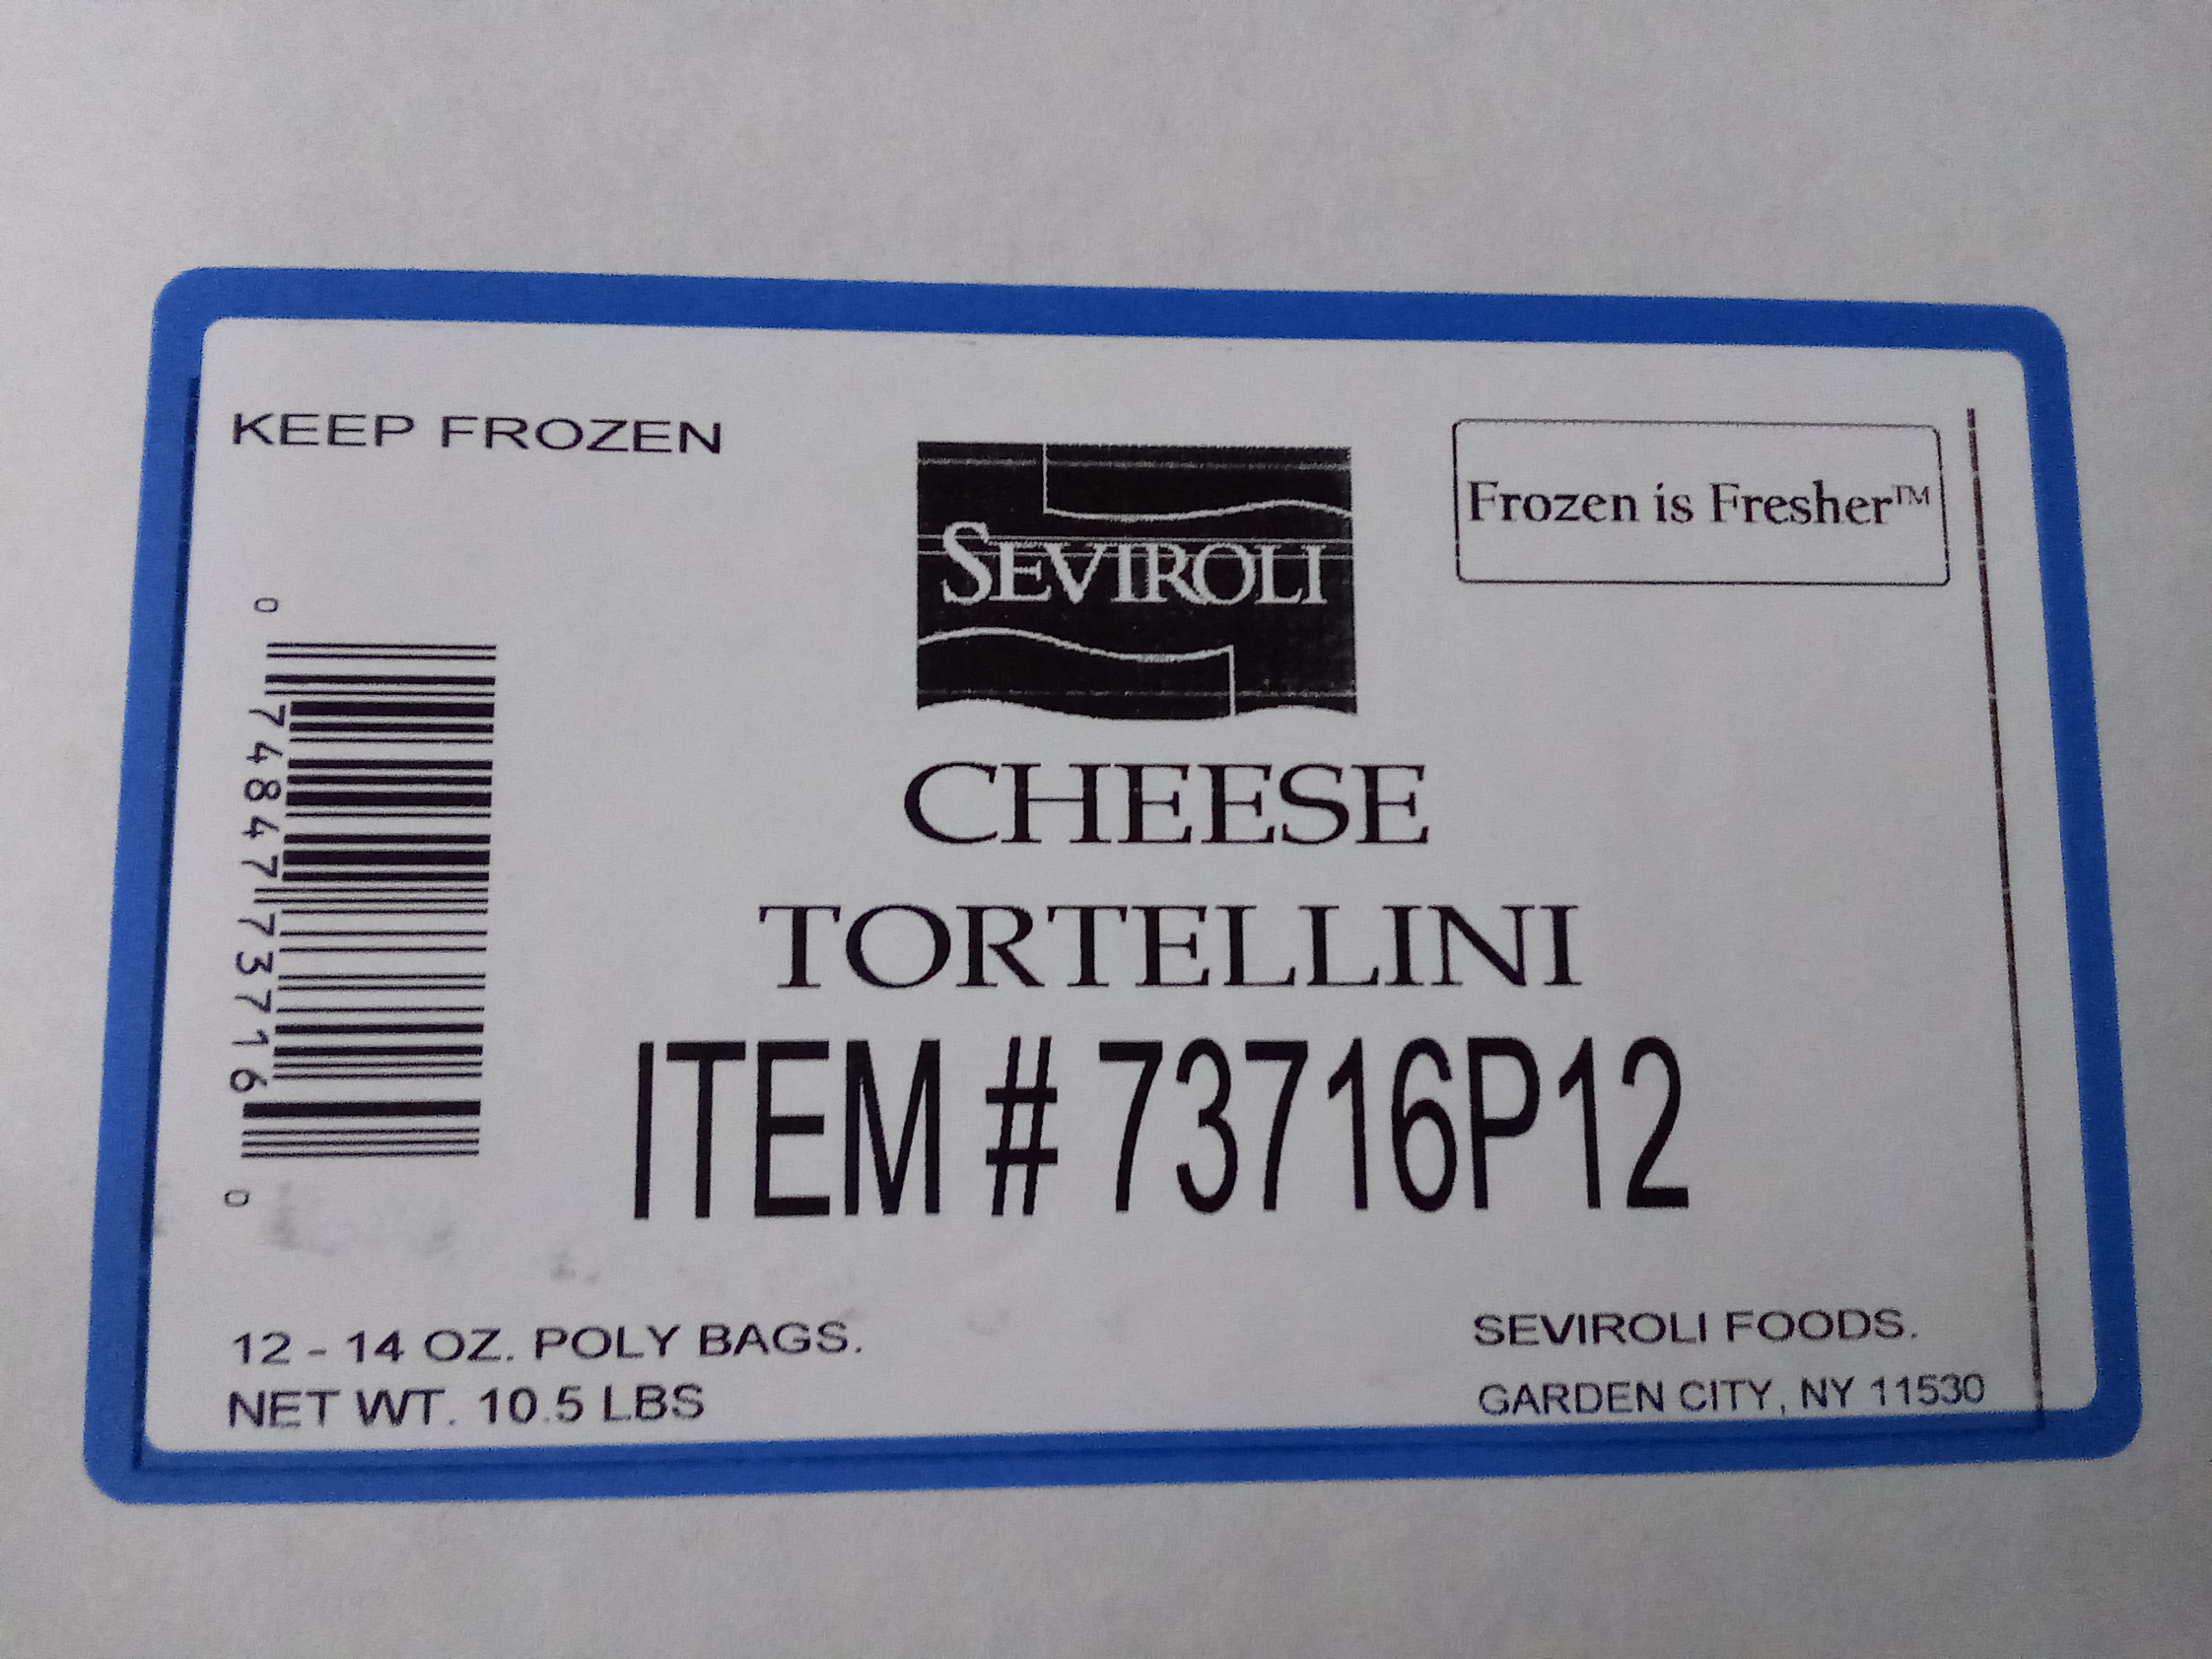 KEEP FROZEN
SEVIROLI
Frozen is Fresher™
0 74847 73716 0
CHEESE
TORTELLINI
ITEM # 73716P12
12 - 14 OZ. POLY BAGS.
NET WT. 10.5 LBS
SEVIROLI FOODS.
GARDEN CITY, NY 11530